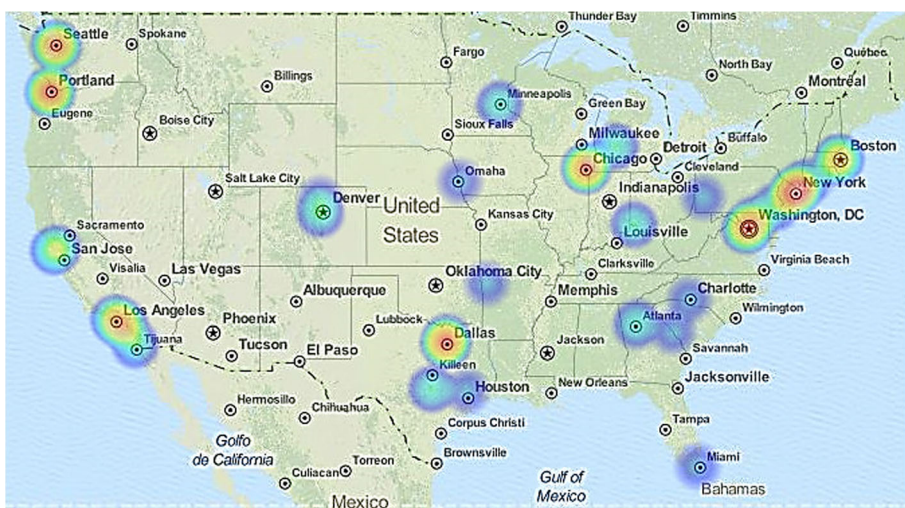 Thunder Bay
Timmins
Seattle
Spokane
Fargo
Québec
North Bay
Montréal
Portland
Billings
Minneapolis
Green Bay
Eugene
Boise City
Sioux Falls
Milwaukee
Buffalo
Detroit
Boston
Chicago
Cleveland
Omaha
Salt Lake City
New York
Indianapolis
Denver
United
States
Kansas City
Washington, DC
Sacramento
Louisville
San Jose
Clarksville
Virginia Beach
Visalia
Las Vegas
Oklahoma City
Charlotte
Albuquerque
Memphis
Wilmington
Los Angeles
Phoenix
Lubbock
Atlanta
Dallas
Tijuana
Tucson
El Paso
Jackson
Savannah
Killeen
Jacksonville
Houston
New Orleans
Hermosillo
Chihuahua
Corpus Christi
Tampa
Golfo
de California
Brownsville
Miami
Torreon
Culiacan
Gulf of
Mexico
Bahamas
Mexico